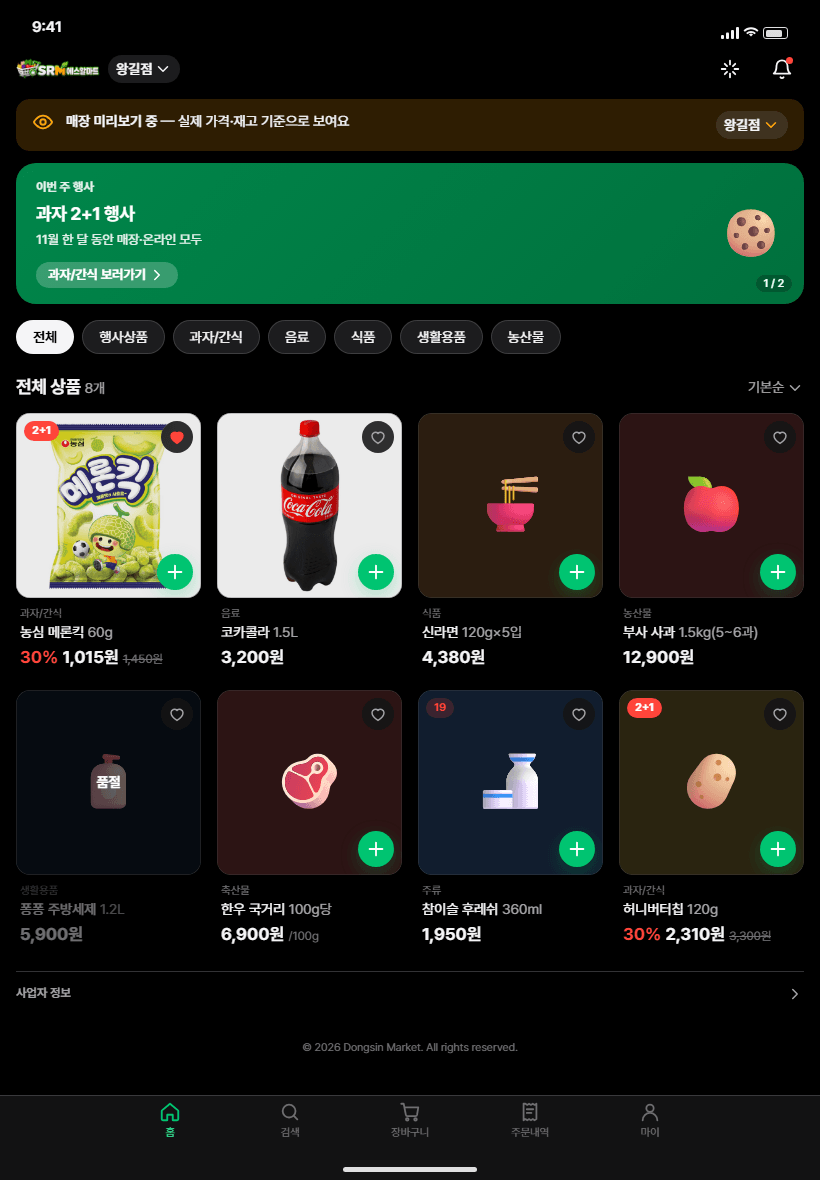 9:41
SRM 에스알마트
왕길점
매장 미리보기 중 — 실제 가격·재고 기준으로 보여요
왕길점
이번 주 행사
과자 2+1 행사
11월 한 달 동안 매장·온라인 모두
과자/간식 보러가기
1 / 2
전체
행사상품
과자/간식
음료
식품
생활용품
농산물
전체 상품 8개
기본순
2+1
농심
메론킥
ORIGINAL TASTE
Coca-Cola
과자/간식
농심 메론킥 60g
30% 1,015원 1,450원
음료
코카콜라 1.5L
3,200원
식품
신라면 120g×5입
4,380원
농산물
부사 사과 1.5kg(5~6과)
12,900원
품절
19
2+1
생활용품
퐁퐁 주방세제 1.2L
5,900원
축산물
한우 국거리 100g당
6,900원 /100g
주류
참이슬 후레쉬 360ml
1,950원
과자/간식
허니버터칩 120g
30% 2,310원 3,300원
사업자 정보
© 2026 Dongsin Market. All rights reserved.
홈
검색
장바구니
주문내역
마이